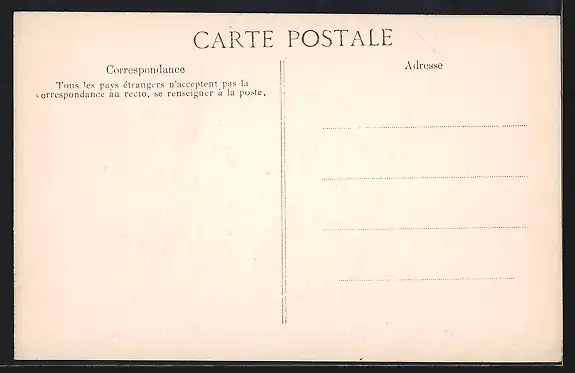 CARTE POSTALE
Correspondance
Tous les pays étrangers n'acceptent pas la
correspondance au recto, se renseigner à la poste.
Adresse